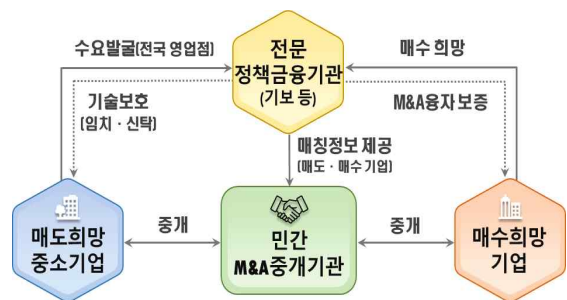 수요발굴(전국 영업점)
전문
정책금융기관
(기보 등)
매수 희망
기술보호
(임치 · 신탁)
M&A융자 보증
매칭정보 제공
(매도 · 매수 기업)
매도희망
중소기업
중개
민간
M&A중개기관
중개
매수희망
기업